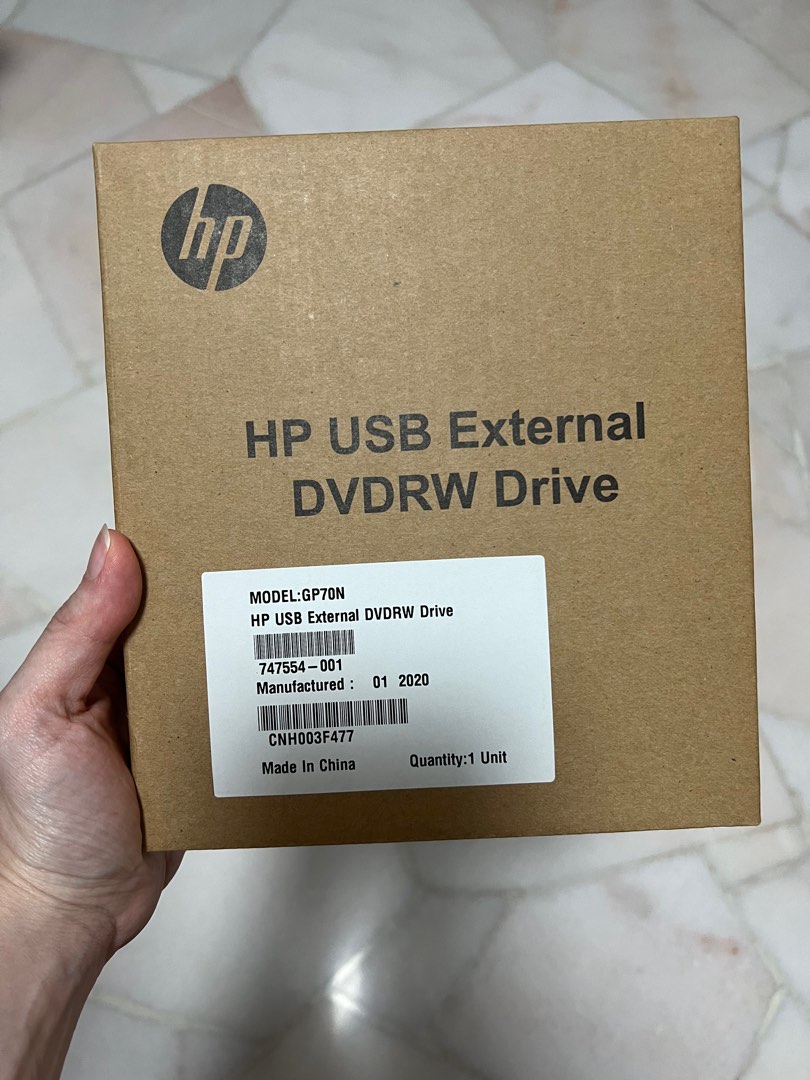 hp
HP USB External
DVDRW Drive
MODEL:GP70N
HP USB External DVDRW Drive
747554-001
Manufactured : 01 2020
CNH003F477
Made In China Quantity:1 Unit